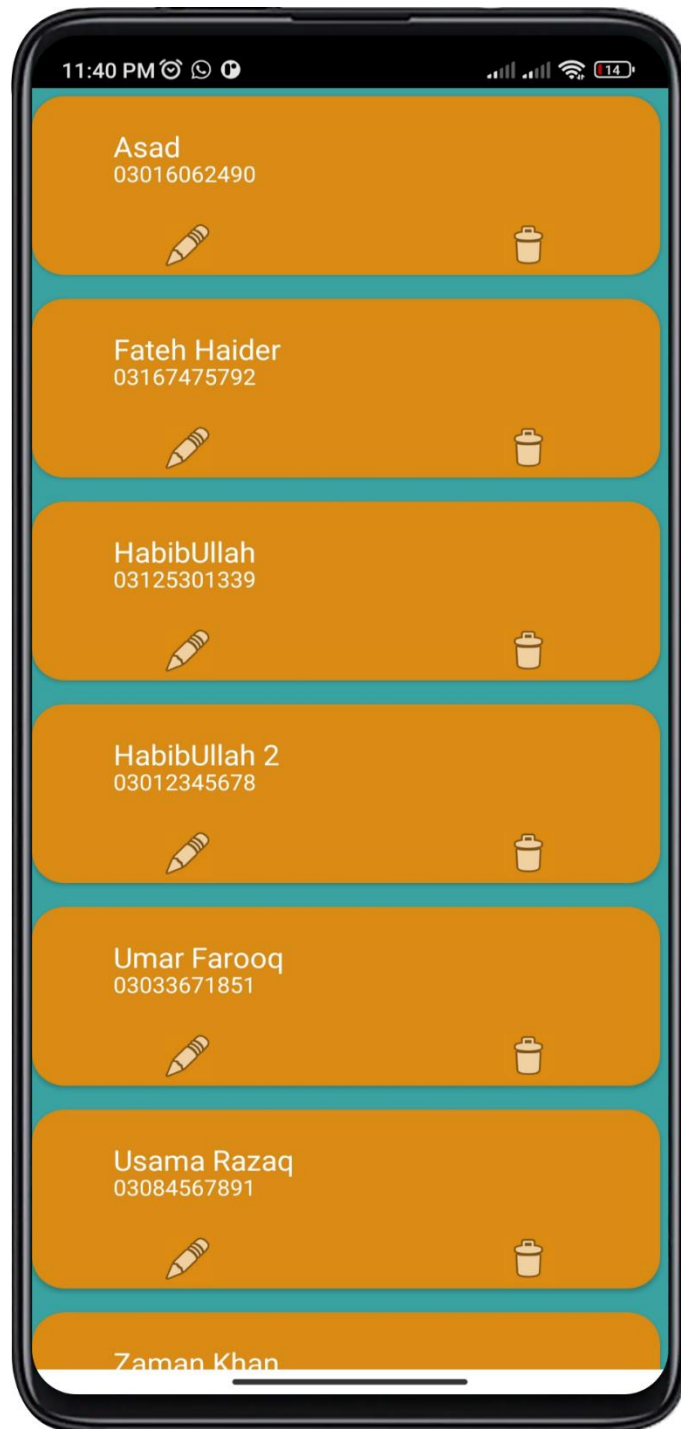 11:40 PM 14
Asad
03016062490
Fateh Haider
03167475792
HabibUllah
03125301339
HabibUllah 2
03012345678
Umar Farooq
03033671851
Usama Razaq
03084567891
Zaman Khan